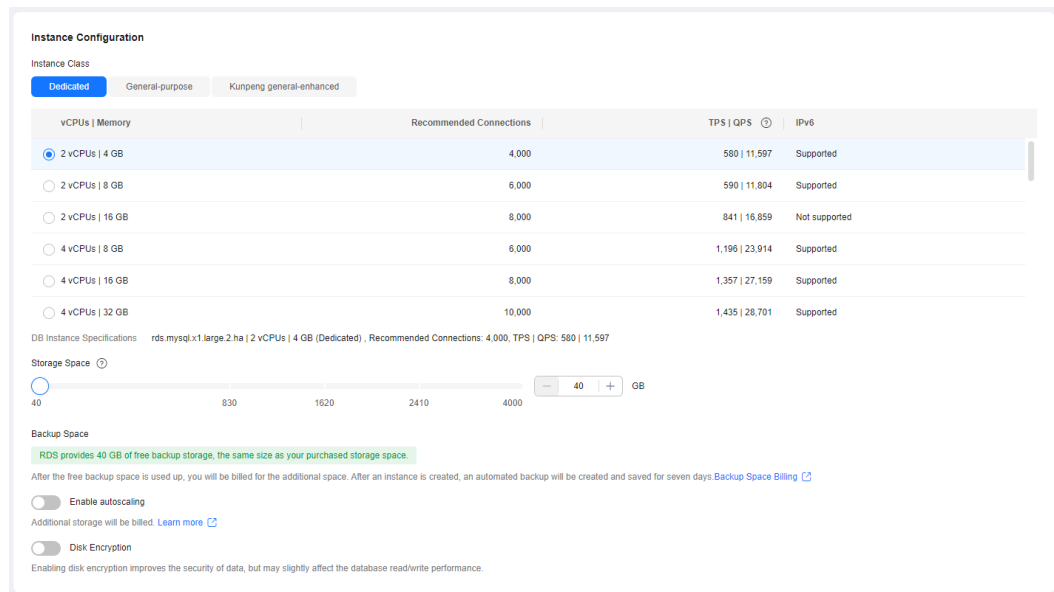 Instance Configuration
Instance Class
Dedicated General-purpose Kunpeng general-enhanced
vCPUs | Memory Recommended Connections TPS | QPS ? IPv6
2 vCPUs | 4 GB 4,000 580 | 11,597 Supported
2 vCPUs | 8 GB 6,000 590 | 11,804 Supported
2 vCPUs | 16 GB 8,000 841 | 16,859 Not supported
4 vCPUs | 8 GB 6,000 1,196 | 23,914 Supported
4 vCPUs | 16 GB 8,000 1,357 | 27,159 Supported
4 vCPUs | 32 GB 10,000 1,435 | 28,701 Supported
DB Instance Specifications rds.mysql.x1.large.2.ha | 2 vCPUs | 4 GB (Dedicated) , Recommended Connections: 4,000, TPS | QPS: 580 | 11,597
Storage Space ?
— 40 + GB
40 830 1620 2410 4000
Backup Space
RDS provides 40 GB of free backup storage, the same size as your purchased storage space.
After the free backup space is used up, you will be billed for the additional space. After an instance is created, an automated backup will be created and saved for seven days.Backup Space Billing
Enable autoscaling
Additional storage will be billed. Learn more
Disk Encryption
Enabling disk encryption improves the security of data, but may slightly affect the database read/write performance.